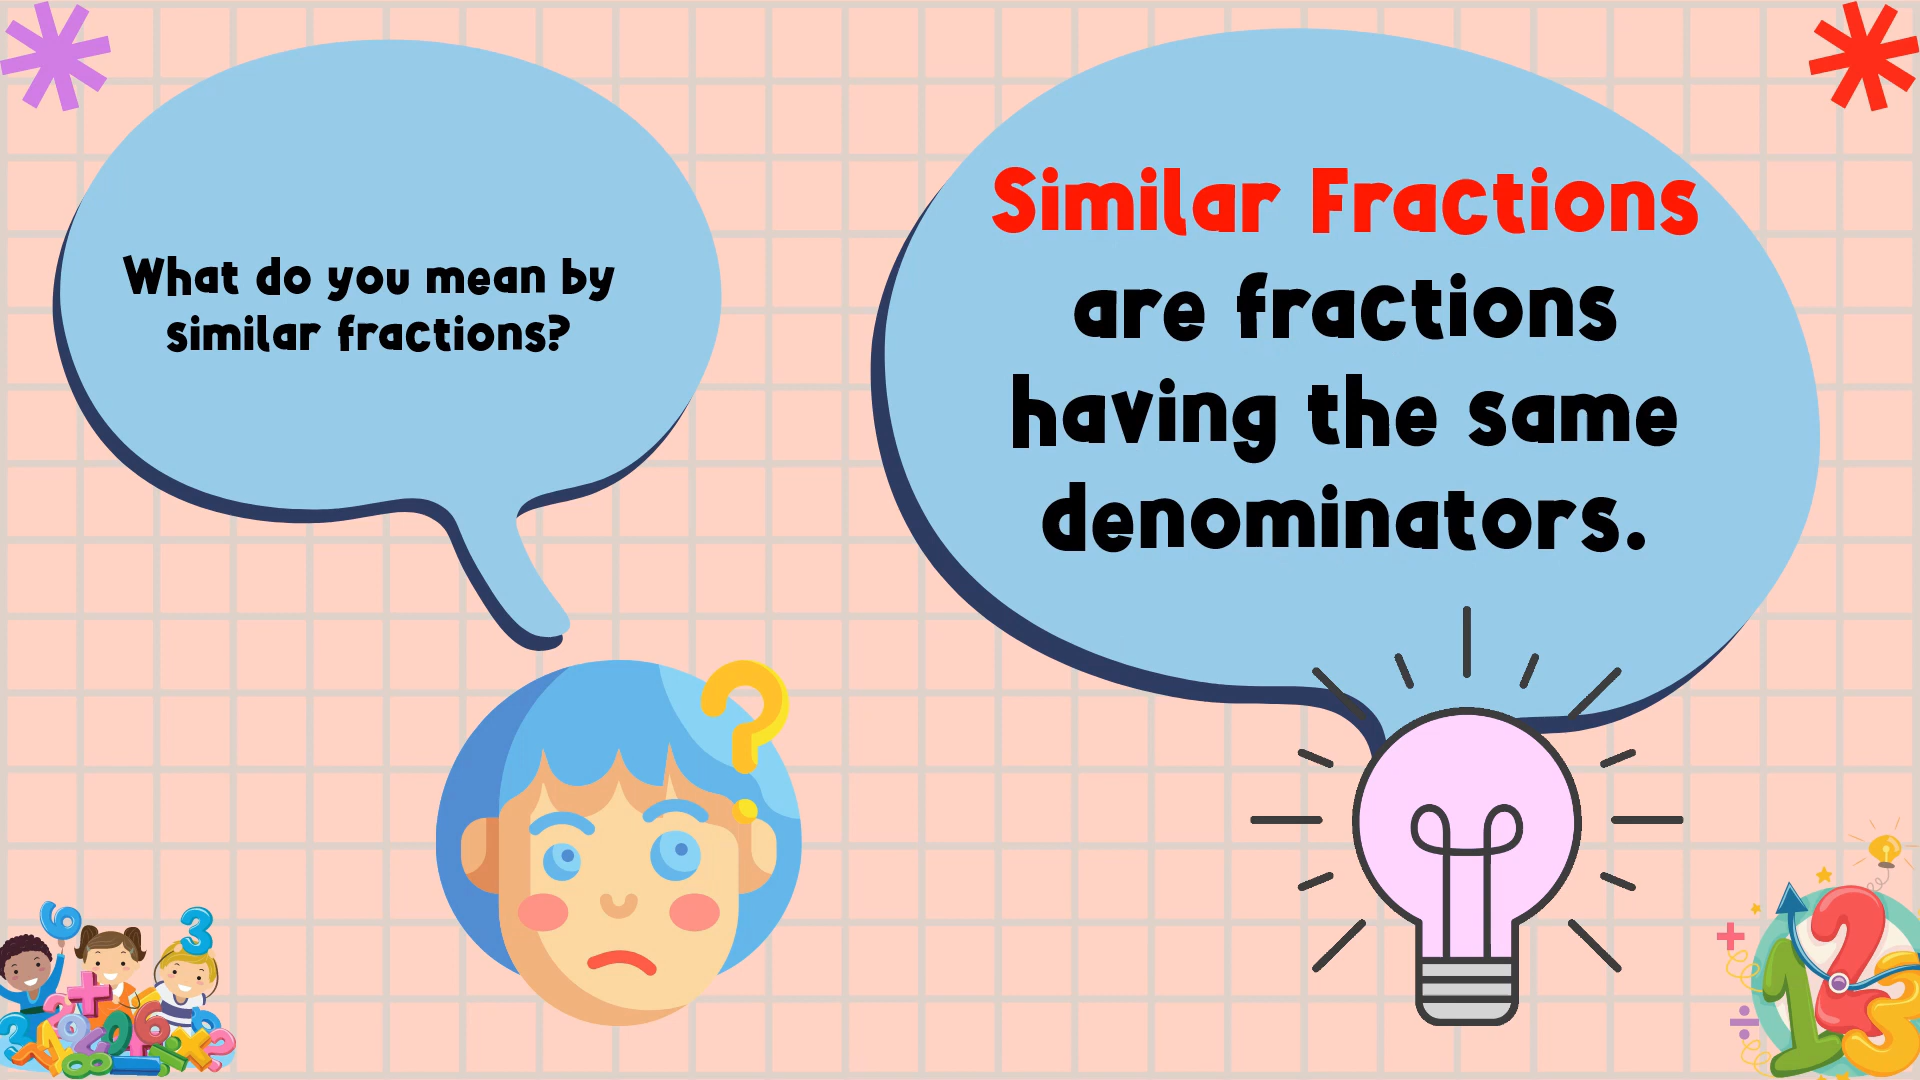 What do you mean by
similar fractions?
Similar Fractions
are fractions
having the same
denominators.